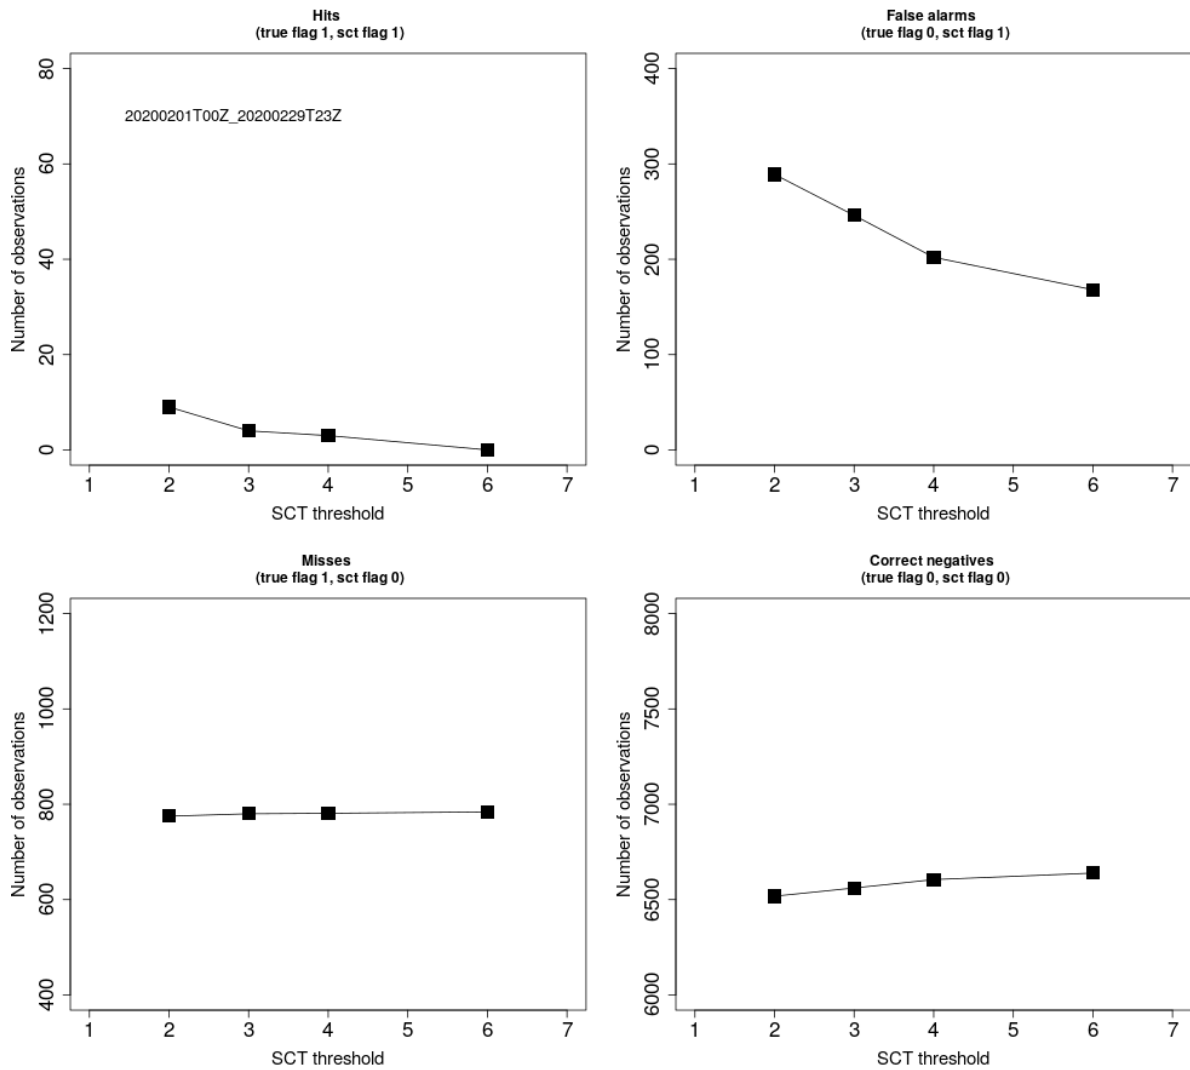 Hits
(true flag 1, sct flag 1)
80
60
40
20
0
Number of observations
20200201T00Z_20200229T23Z
1 2 3 4 5 6 7
SCT threshold
False alarms
(true flag 0, sct flag 1)
400
300
200
100
0
Number of observations
1 2 3 4 5 6 7
SCT threshold
Misses
(true flag 1, sct flag 0)
1200
1000
800
600
400
Number of observations
1 2 3 4 5 6 7
SCT threshold
Correct negatives
(true flag 0, sct flag 0)
8000
7500
7000
6500
6000
Number of observations
1 2 3 4 5 6 7
SCT threshold